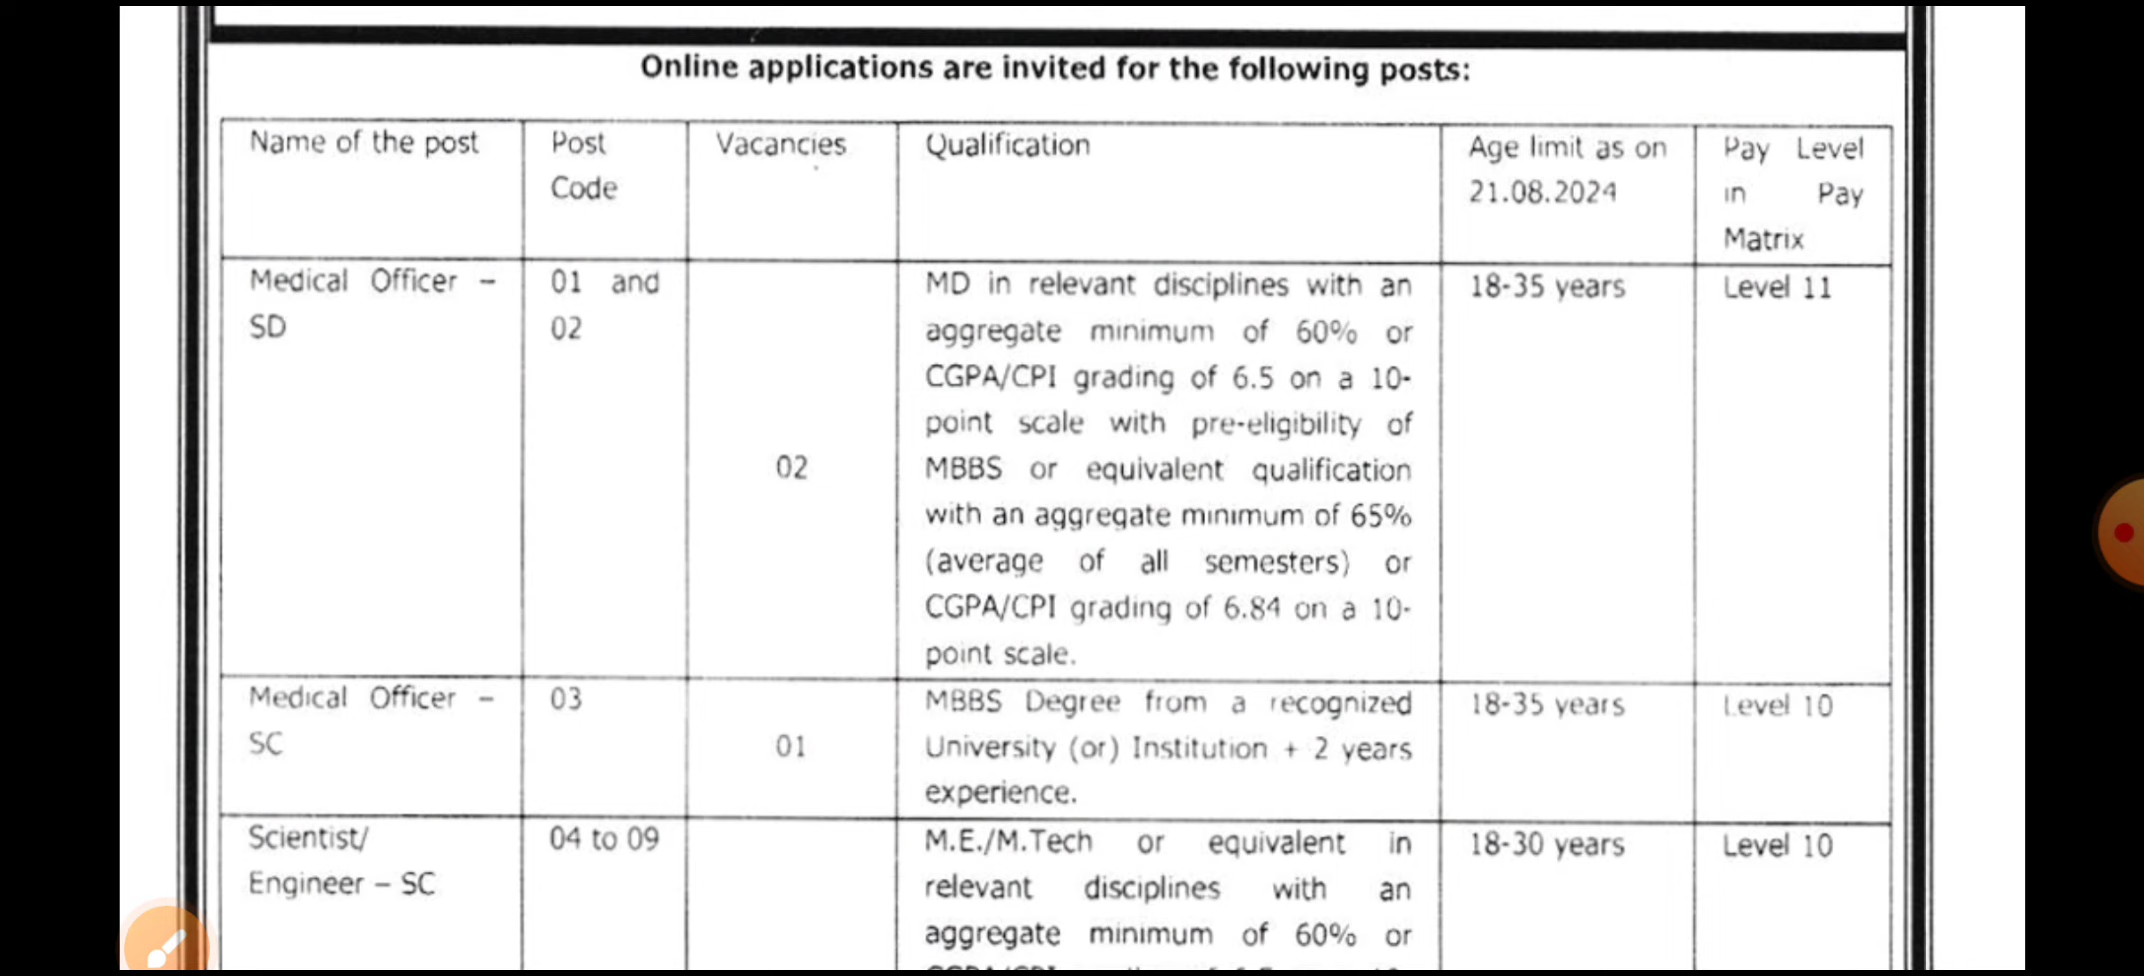 Online applications are invited for the following posts:
Name of the post
Post
Code
Vacancies
Qualification
Age limit as on
21.08.2024
Pay Level
in Pay
Matrix
Medical Officer –
SD
01 and
02
02
MD in relevant disciplines with an
aggregate minimum of 60% or
CGPA/CPI grading of 6.5 on a 10-
point scale with pre-eligibility of
MBBS or equivalent qualification
with an aggregate minimum of 65%
(average of all semesters) or
CGPA/CPI grading of 6.84 on a 10-
point scale.
18-35 years
Level 11
Medical Officer –
SC
03
01
MBBS Degree from a recognized
University (or) Institution + 2 years
experience.
18-35 years
Level 10
Scientist/
Engineer – SC
04 to 09
M.E./M.Tech or equivalent in
relevant disciplines with an
aggregate minimum of 60% or
18-30 years
Level 10